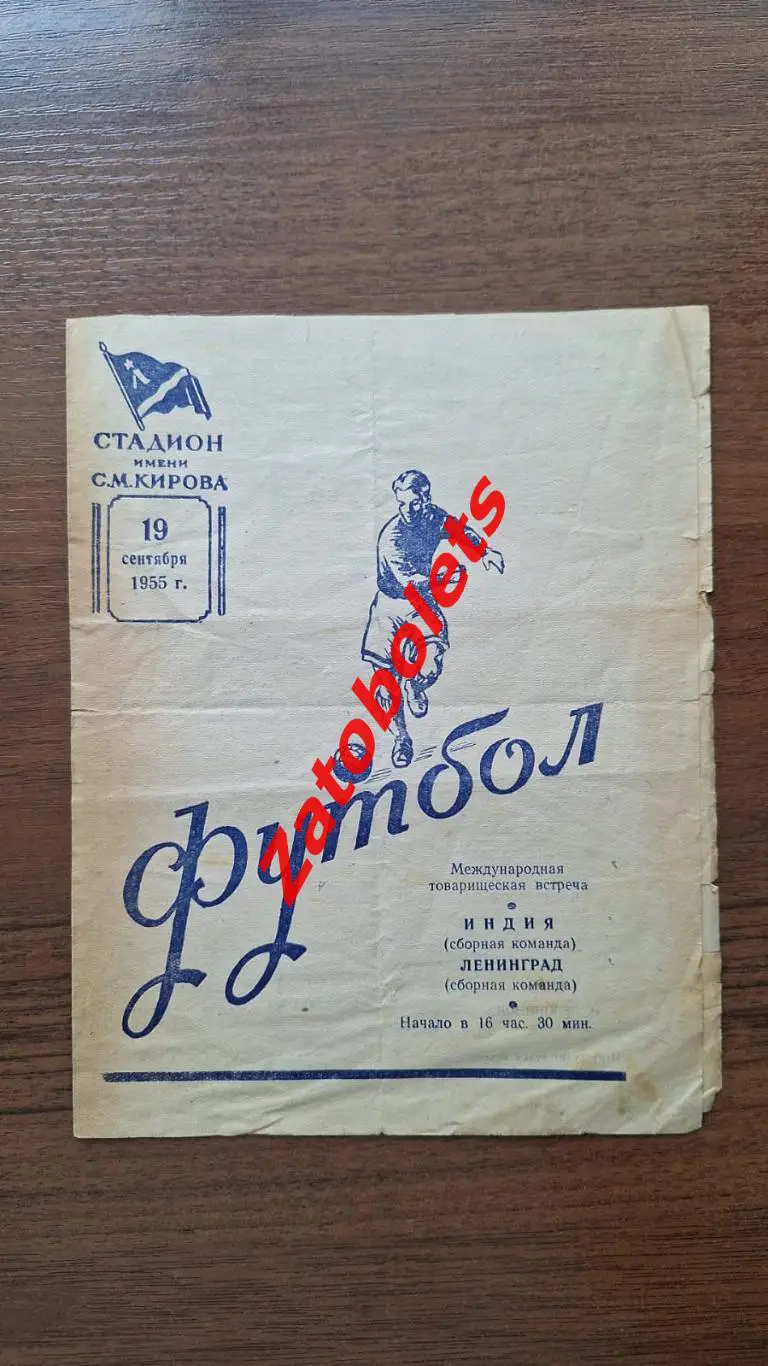 СТАДИОН
ИМЕНИ
С.М.КИРОВА
19
сентября
1955 г.
Футбол
Zatobolets
Международная
товарищеская встреча
ИНДИЯ
(сборная команда)
ЛЕНИНГРАД
(сборная команда)
Начало в 16 час. 30 мин.